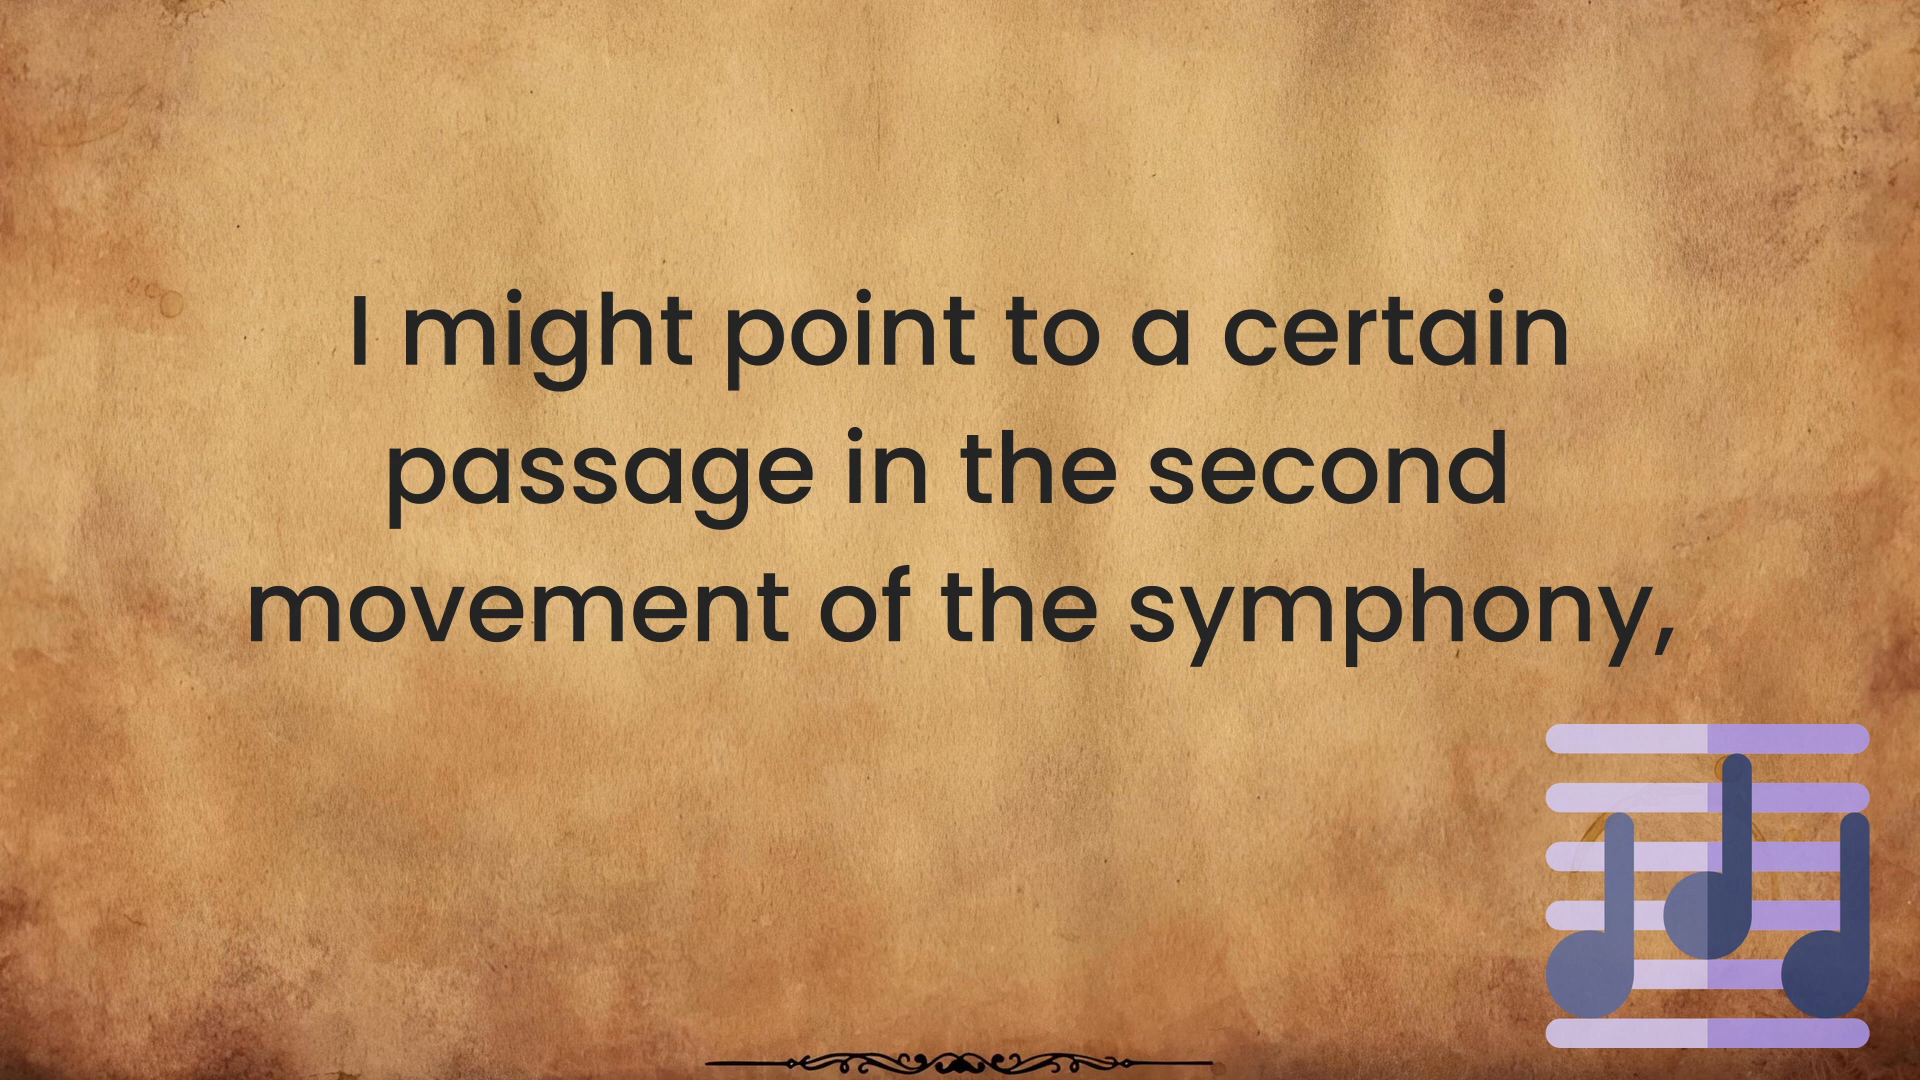 I might point to a certain
passage in the second
movement of the symphony,